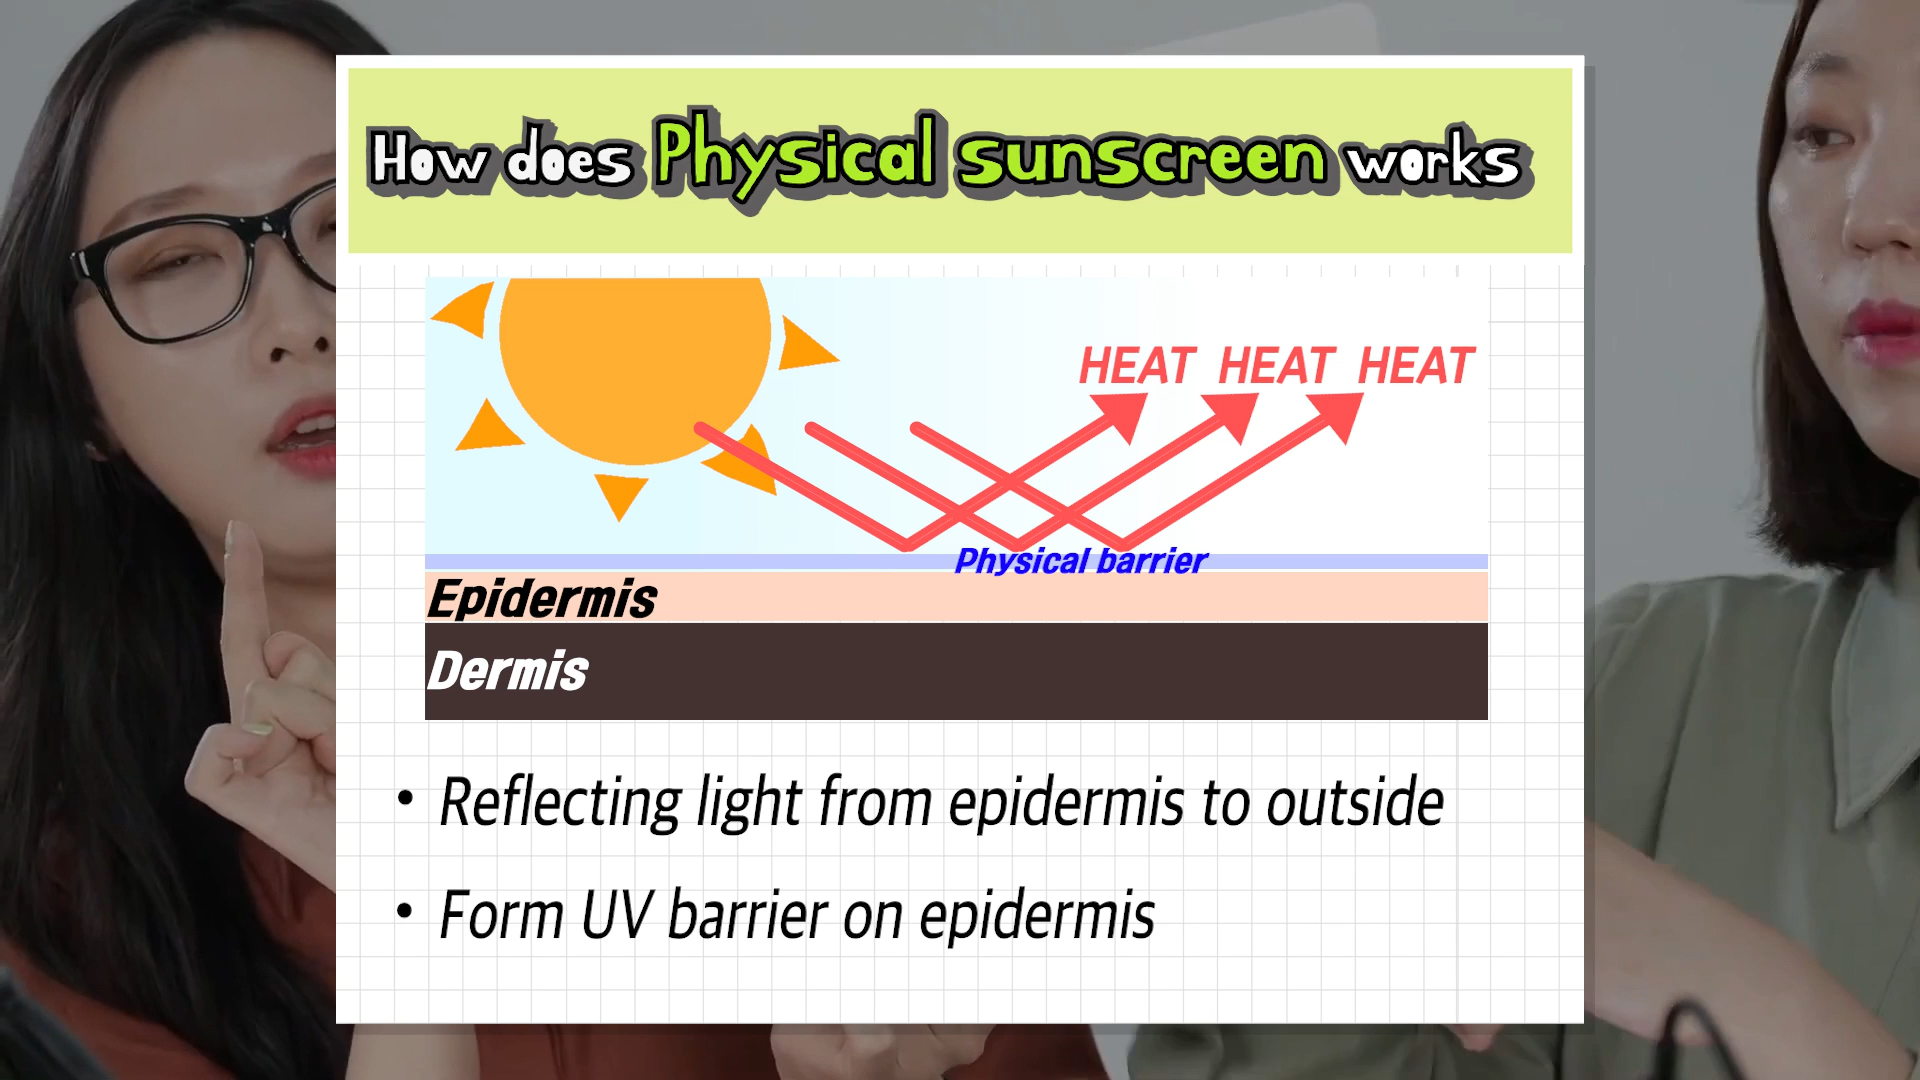 How does Physical sunscreen works
HEAT HEAT HEAT
Physical barrier
Epidermis
Dermis
• Reflecting light from epidermis to outside
• Form UV barrier on epidermis